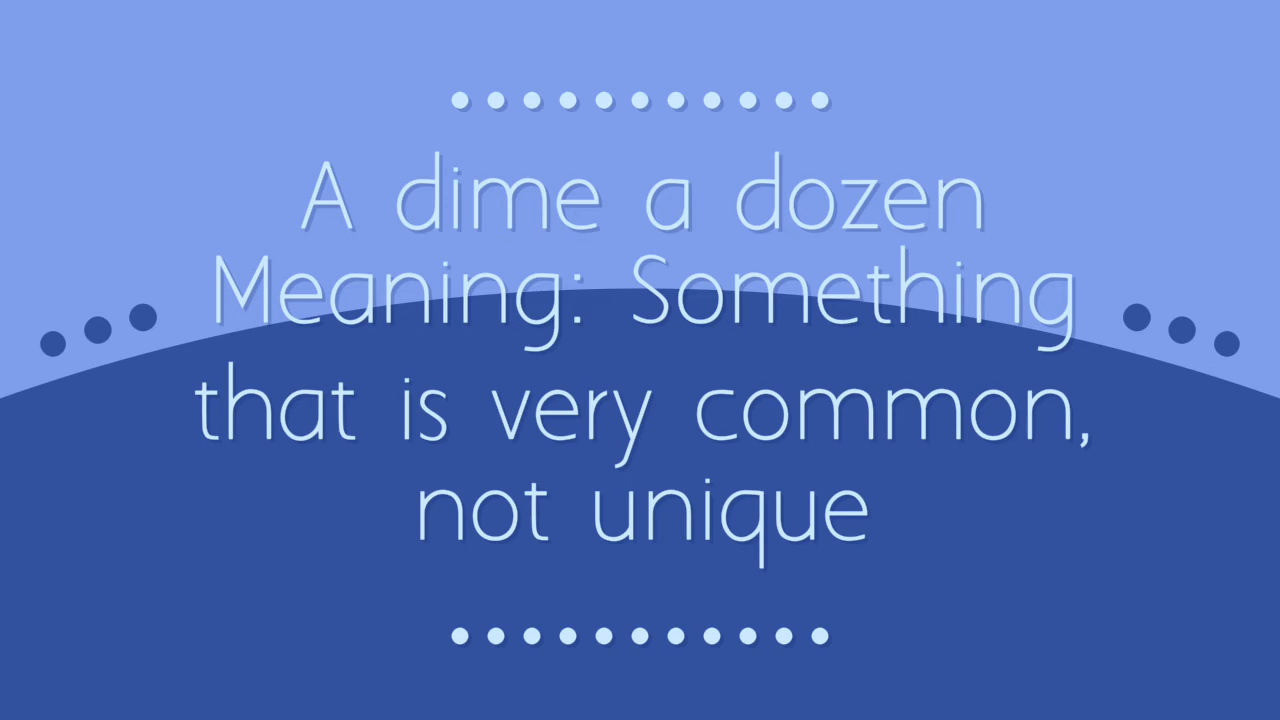 A dime a dozen
Meaning: Something
that is very common,
not unique